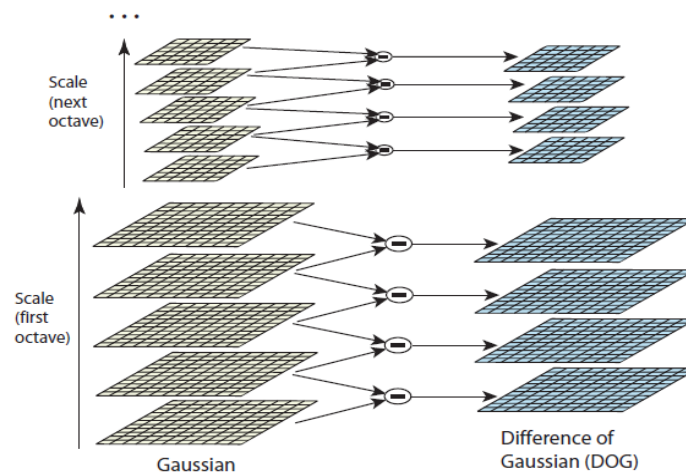 . . .
Scale
(next
octave)
Scale
(first
octave)
Gaussian
Difference of
Gaussian (DOG)